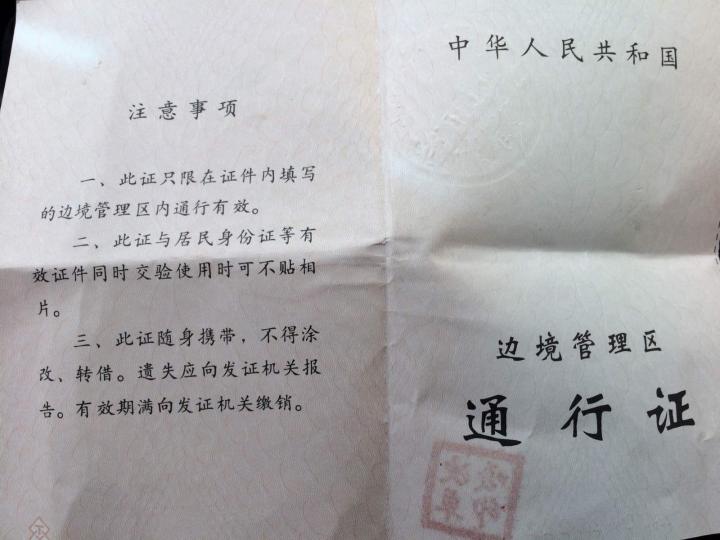 注意事项
一、此证只限在证件内填写
的边境管理区内通行有效。
二、此证与居民身份证等有
效证件同时交验使用时可不贴相
片。
三、此证随身携带，不得涂
改、转借。遗失应向发证机关报
告。有效期满向发证机关缴销。
中华人民共和国
边境管理区
通行证